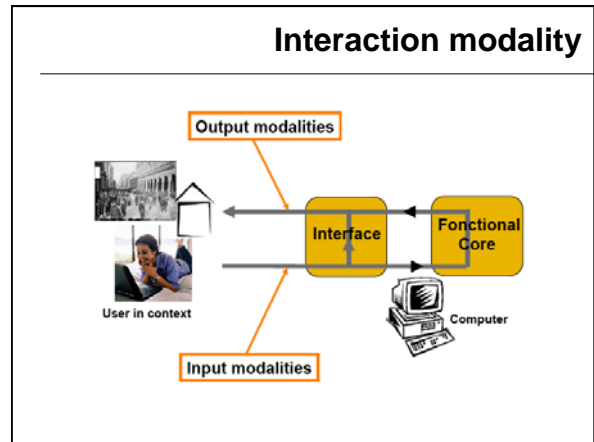 Interaction modality
Output modalities
Interface
Fonctional
Core
User in context
Computer
Input modalities